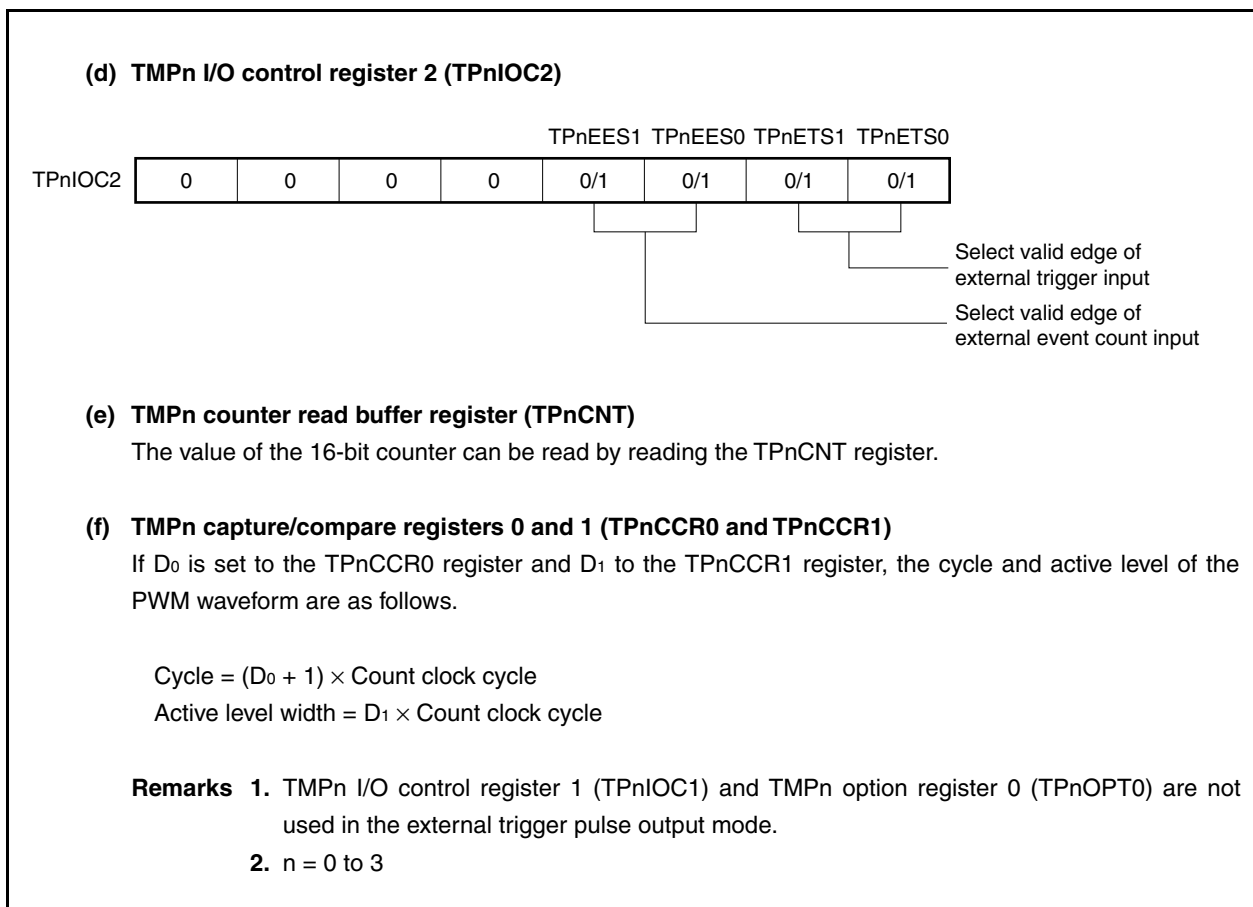 (d) TMPn I/O control register 2 (TPnIOC2)
TPnEES1 TPnEES0 TPnETS1 TPnETS0
TPnIOC2 0 0 0 0 0/1 0/1 0/1 0/1
Select valid edge of
external trigger input
Select valid edge of
external event count input
(e) TMPn counter read buffer register (TPnCNT)
The value of the 16-bit counter can be read by reading the TPnCNT register.
(f) TMPn capture/compare registers 0 and 1 (TPnCCR0 and TPnCCR1)
If D0 is set to the TPnCCR0 register and D1 to the TPnCCR1 register, the cycle and active level of the
PWM waveform are as follows.
Cycle = (D0 + 1) × Count clock cycle
Active level width = D1 × Count clock cycle
Remarks 1. TMPn I/O control register 1 (TPnIOC1) and TMPn option register 0 (TPnOPT0) are not
used in the external trigger pulse output mode.
2. n = 0 to 3